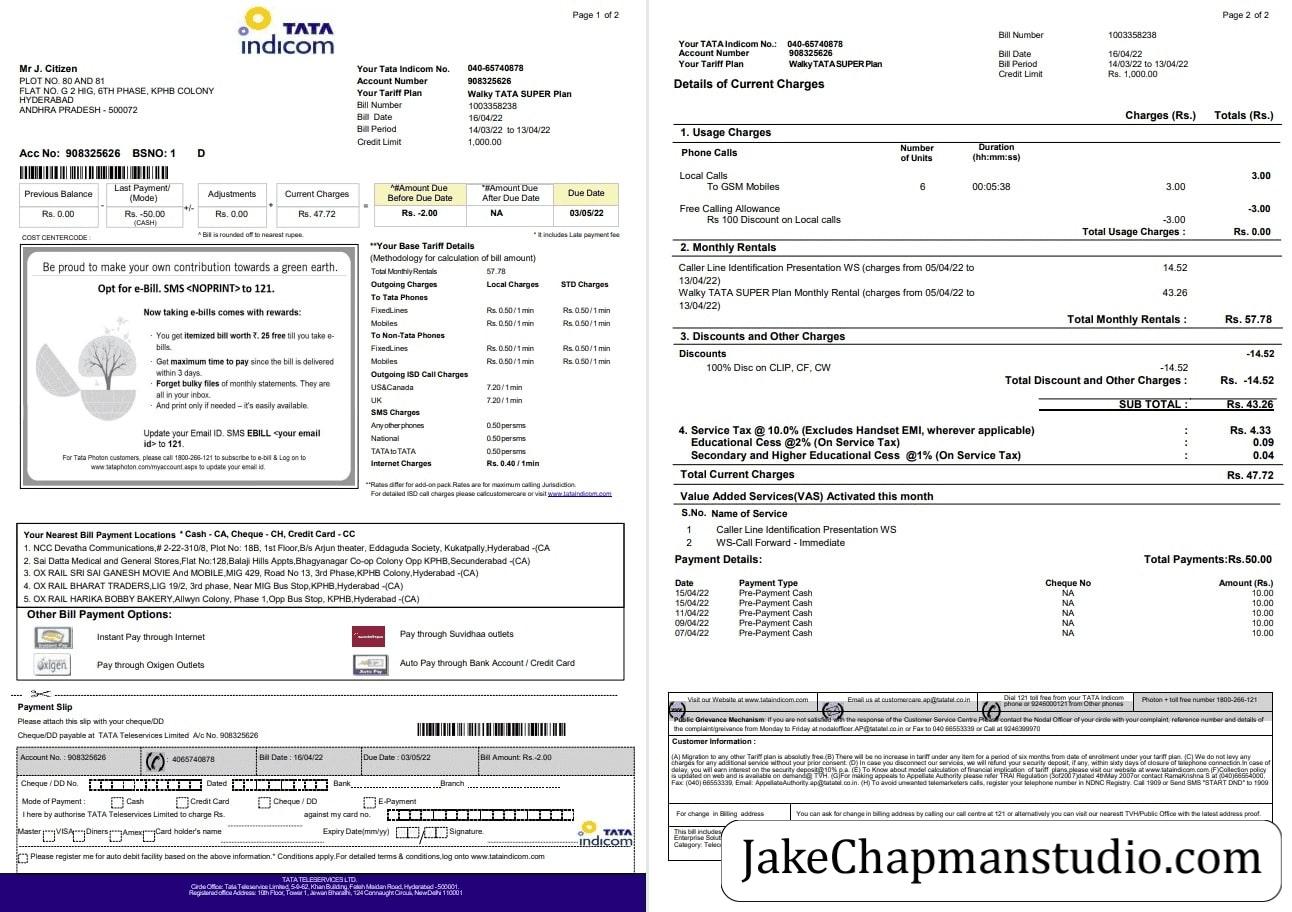 Page 1 of 2
TATA
indicom
Mr J. Citizen
PLOT NO. 80 AND 81
FLAT NO. G 2 HIG, 6TH PHASE, KPHB COLONY
HYDERABAD
ANDHRA PRADESH - 500072
Your Tata Indicom No. 040-65740878
Account Number 908325626
Your Tariff Plan Walky TATA SUPER Plan
Bill Number 1003358238
Bill Date 16/04/22
Bill Period 14/03/22 to 13/04/22
Credit Limit 1,000.00
Acc No: 908325626 BSNO: 1 D
Previous Balance Last Payment/ (Mode) Adjustments Current Charges ^#Amount Due Before Due Date *#Amount Due After Due Date Due Date
Rs. 0.00 - Rs. -50.00 (CASH) +/- Rs. 0.00 + Rs. 47.72 = Rs. -2.00 NA 03/05/22
COST CENTERCODE :
^ Bill is rounded off to nearest rupee.
* It includes Late payment fee
Be proud to make your own contribution towards a green earth.
Opt for e-Bill. SMS <NOPRINT> to 121.
Now taking e-bills comes with rewards:
· You get itemized bill worth ₹. 25 free till you take e-
bills.
· Get maximum time to pay since the bill is delivered
within 3 days.
· Forget bulky files of monthly statements. They are
all in your inbox.
· And print only if needed – it's easily available.
Update your Email ID. SMS EBILL <your email
id> to 121.
For Tata Photon customers, please call 1800-266-121 to subscribe to e-bill & Log on to
www.tataphoton.com/myaccount.aspx to update your email id.
**Your Base Tariff Details
(Methodology for calculation of bill amount)
Total Monthly Rentals 57.78
Outgoing Charges Local Charges STD Charges
To Tata Phones
FixedLines Rs. 0.50 / 1 min Rs. 0.50 / 1 min
Mobiles Rs. 0.50 / 1 min Rs. 0.50 / 1 min
To Non-Tata Phones
FixedLines Rs. 0.50 / 1 min Rs. 0.50 / 1 min
Mobiles Rs. 0.50 / 1 min Rs. 0.50 / 1 min
Outgoing ISD Call Charges
US&Canada 7.20 / 1 min
UK 7.20 / 1 min
SMS Charges
Any other phones 0.50 per sms
National 0.50 per sms
TATA to TATA 0.50 per sms
Internet Charges Rs. 0.40 / 1min
**Rates differ for add-on pack.Rates are for maximum calling Jurisdiction.
For detailed ISD call charges please callcustomercare or visit www.tataindicom.com
Your Nearest Bill Payment Locations * Cash - CA, Cheque - CH, Credit Card - CC
1. NCC Devatha Communications,# 2-22-310/8, Plot No: 18B, 1st Floor,B/s Arjun theater, Eddaguda Society, Kukatpally,Hyderabad -(CA
2. Sai Datta Medical and General Stores,Flat No:128,Balaji Hills Appts,Bhagyanagar Co-op Colony Opp KPHB,Secunderabad -(CA)
3. OX RAIL SRI SAI GANESH MOVIE And MOBILE,MIG 429, Road No 13, 3rd Phase,KPHB Colony,Hyderabad -(CA)
4. OX RAIL BHARAT TRADERS,LIG 19/2, 3rd phase, Near MIG Bus Stop,KPHB,Hyderabad -(CA)
5. OX RAIL HARIKA BOBBY BAKERY,Allwyn Colony, Phase 1,Opp Bus Stop, KPHB,Hyderabad -(CA)
Other Bill Payment Options:
Instant Pay Instant Pay through Internet
Pay through Suvidhaa outlets
oxigen Pay through Oxigen Outlets
Auto Pay Auto Pay through Bank Account / Credit Card
Payment Slip
Please attach this slip with your cheque/DD
Cheque/DD payable at TATA Teleservices Limited A/c No. 908325626
Account No. : 908325626 : 4065740878 Bill Date : 16/04/22 Due Date : 03/05/22 Bill Amount: Rs.-2.00
Cheque / DD No. Dated Bank Branch
Mode of Payment : Cash Credit Card Cheque / DD E-Payment
I here by authorise TATA Teleservices Limited to charge Rs. against my card no.
Master VISA Diners Amex Card holder's name Expiry Date(mm/yy) / Signature.
TATA
indicom
Please register me for auto debit facility based on the above information.* Conditions apply.For detailed terms & conditions,log onto www.tataindicom.com
TATA TELESERVICES LTD.
Circle Office: Tata Teleservice Limited, 5-9-62, Khan Building, Fateh Maidan Road, Hyderabad -500001.
Registered office Address: 10th Floor, Tower 1, Jewan Bharathi, 124 Connaught Circus, NewDelhi 110001
Page 2 of 2
Your TATA Indicom No.: 040-65740878
Account Number 908325626
Your Tariff Plan Walky TATA SUPER Plan
Bill Number 1003358238
Bill Date 16/04/22
Bill Period 14/03/22 to 13/04/22
Credit Limit Rs. 1,000.00
Details of Current Charges
Charges (Rs.) Totals (Rs.)
1. Usage Charges
Phone Calls Number of Units Duration (hh:mm:ss)
Local Calls 3.00
To GSM Mobiles 6 00:05:38 3.00
Free Calling Allowance -3.00
Rs 100 Discount on Local calls -3.00
Total Usage Charges : Rs. 0.00
2. Monthly Rentals
Caller Line Identification Presentation WS (charges from 05/04/22 to 14.52
13/04/22)
Walky TATA SUPER Plan Monthly Rental (charges from 05/04/22 to 43.26
13/04/22)
Total Monthly Rentals : Rs. 57.78
3. Discounts and Other Charges
Discounts -14.52
100% Disc on CLIP, CF, CW -14.52
Total Discount and Other Charges : Rs. -14.52
SUB TOTAL : Rs. 43.26
4. Service Tax @ 10.0% (Excludes Handset EMI, wherever applicable) : Rs. 4.33
Educational Cess @2% (On Service Tax) : 0.09
Secondary and Higher Educational Cess @1% (On Service Tax) : 0.04
Total Current Charges Rs. 47.72
Value Added Services(VAS) Activated this month
S.No. Name of Service
1 Caller Line Identification Presentation WS
2 WS-Call Forward - Immediate
Payment Details: Total Payments:Rs.50.00
Date Payment Type Cheque No Amount (Rs.)
15/04/22 Pre-Payment Cash NA 10.00
15/04/22 Pre-Payment Cash NA 10.00
11/04/22 Pre-Payment Cash NA 10.00
09/04/22 Pre-Payment Cash NA 10.00
07/04/22 Pre-Payment Cash NA 10.00
Visit our Website at www.tataindicom.com
Email us at customercare.ap@tatatel.co.in
Dial 121 toll free from your TATA Indicom
phone or 9246000121 from Other phones
Photon + toll free number 1800-266-121
Public Grievance Mechanism: If you are not satisfied with the response of the Customer Service Centre,Please contact the Nodal Officer of your circle with your complaint, reference number and details of
the complaint/grievance from Monday to Friday at nodalofficer.AP@tatatel.co.in or Fax to 040 66553339 or Call at 9246399970
Customer Information :
(A) Migration to any other Tariff plan is absolutly free (B) There will be no increase in tariff under any item for a period of six months from date of enrollment under your tariff plan. (C) We do not levy any
charges for any additional service without your prior consent. (D) In case you disconnect our services, we will refund your security deposit, if any, within sixty days of closure of telephone connection.In case of
delay, you will earn interest on the security deposit@10% p.a. (E) To Know about model calculation of financial implication of tariff plans,please visit our website at www.tataindicom.com.(F)Collection policy
is updated on web and is available on demand@ TVH. (G)For making appeals to Appellate Authority please refer TRAI Regulation (3of2007)dated 4thMay 2007or contact RamaKrishna S at (040)66654000,
Fax: (040) 66553339, Email: AppellateAuthority.ap@tatatel.co.in. (H) To avoid unwanted telemarketers calls, register your telephone number in NDNC Registry. Call 1909 or Send SMS "START DND" to 1909
For change in Billing address
You can ask for change in billing address by calling our call centre at 121 or alternatively you can visit our nearest TVH/Public Office with the latest address proof.
This bill includes
Enterprise Solut
Category: Telec
JakeChapmanstudio.com